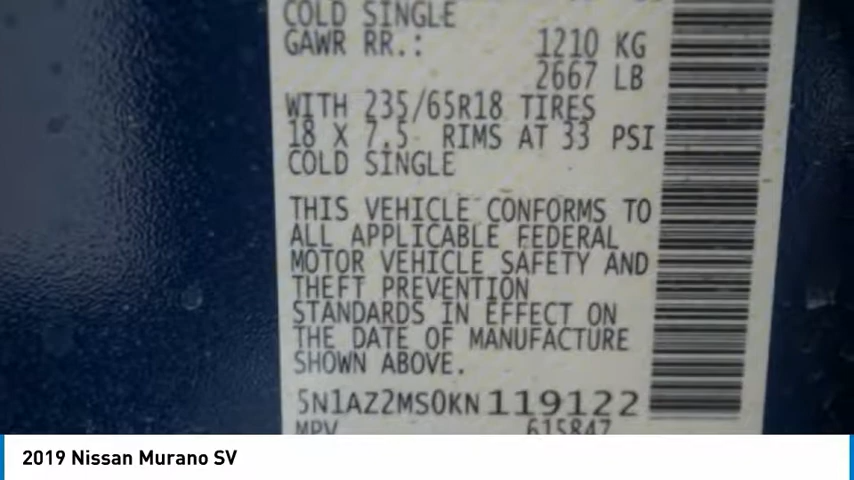 COLD SINGLE
GAWR RR.: 1210 KG
2667 LB
WITH 235/65R18 TIRES
18 X 7.5 RIMS AT 33 PSI
COLD SINGLE
THIS VEHICLE CONFORMS TO
ALL APPLICABLE FEDERAL
MOTOR VEHICLE SAFETY AND
THEFT PREVENTION
STANDARDS IN EFFECT ON
THE DATE OF MANUFACTURE
SHOWN ABOVE.
5N1AZ2MS0KN119122
MPV 615847
2019 Nissan Murano SV